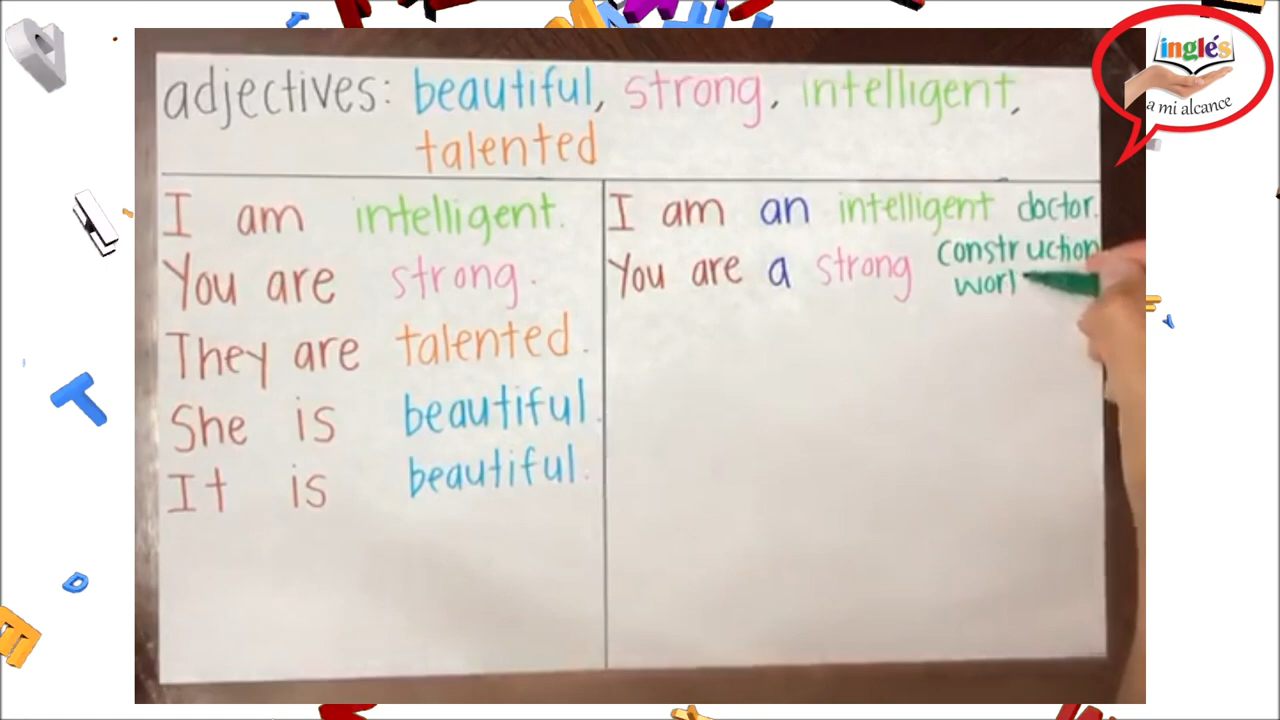 adjectives: beautiful, strong, intelligent,
talented
I am intelligent.
You are strong.
They are talented.
She is beautiful.
It is beautiful.
I am an intelligent doctor.
You are a strong construction
worl
inglés
a mi alcance